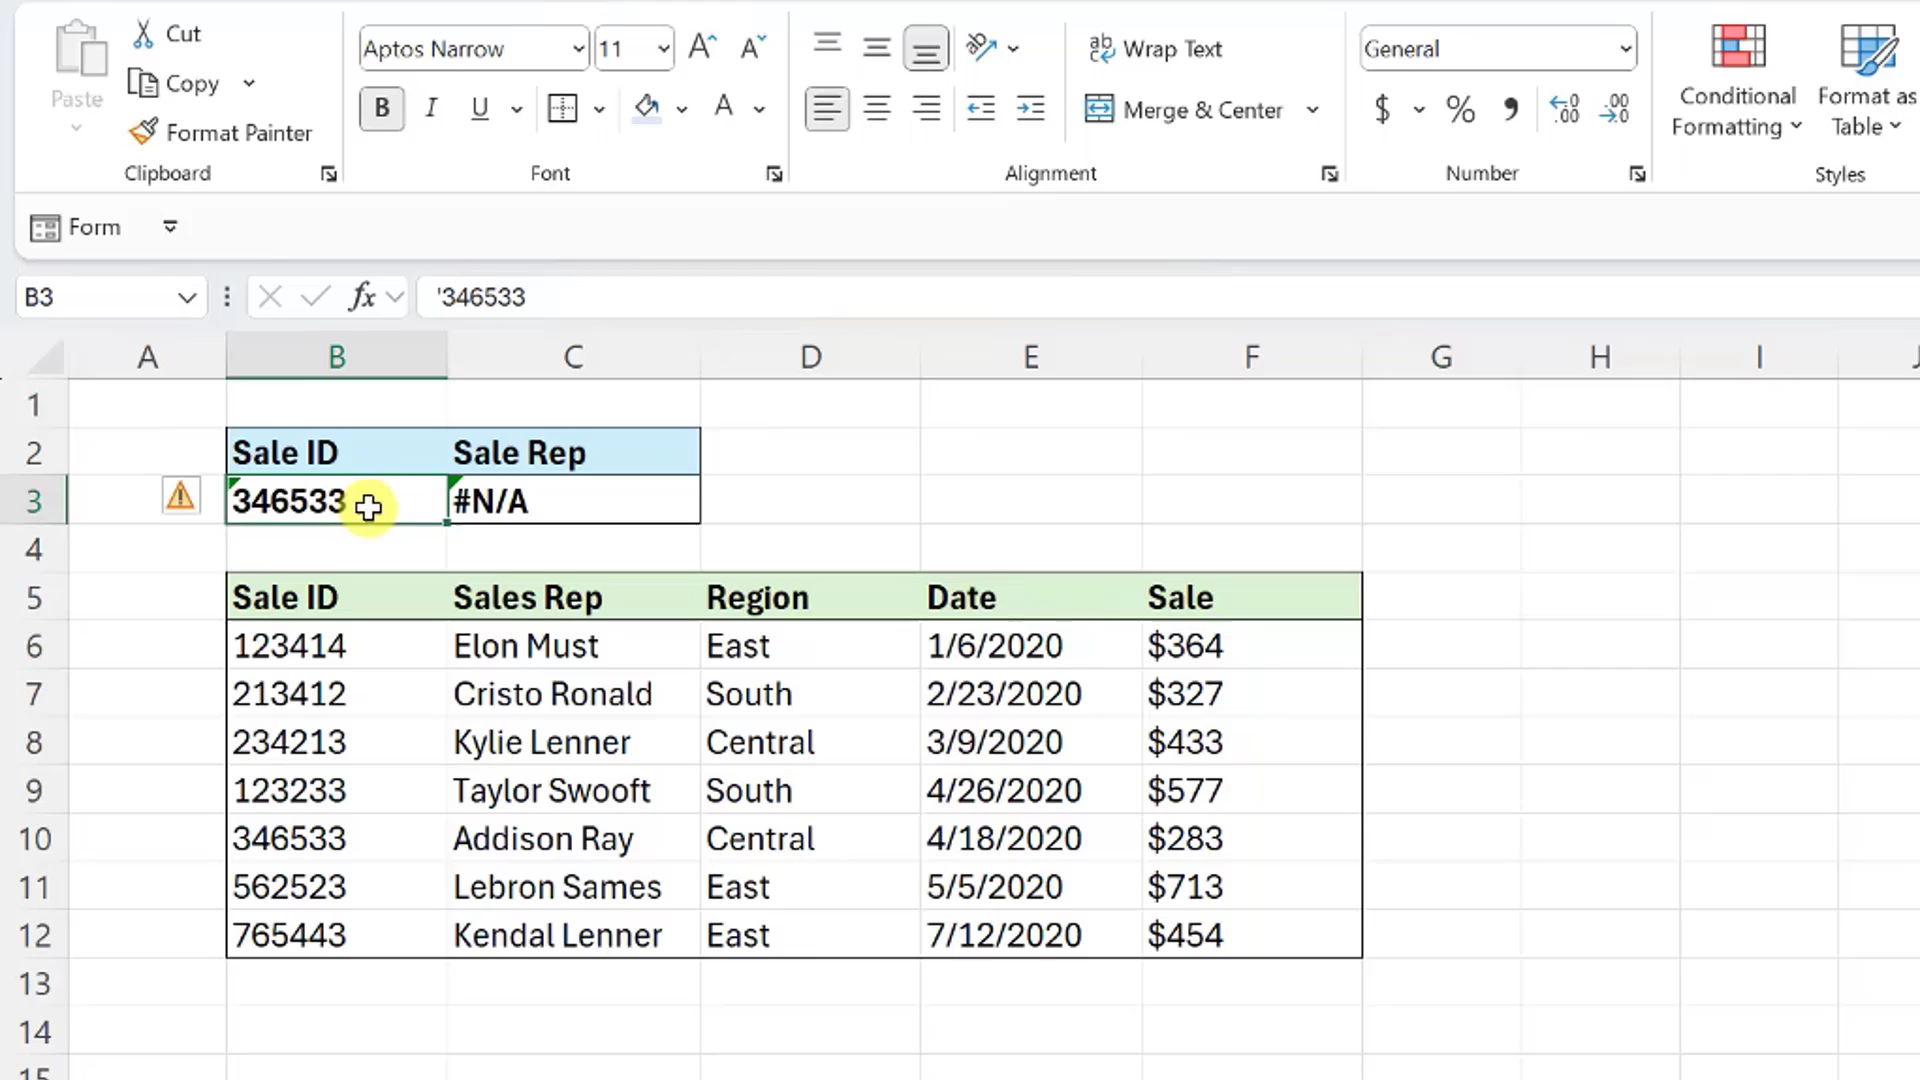 Cut
Copy
Paste
Format Painter
Clipboard
Aptos Narrow 11 A A
B I U A
Font
ab Wrap Text
Merge & Center
Alignment
General
$ % , .00 .00
Number
Conditional Formatting
Format as Table
Styles
Form
B3 fx '346533
A B C D E F G H I J
1
2 Sale ID Sale Rep
3 346533 #N/A
4
5 Sale ID Sales Rep Region Date Sale
6 123414 Elon Must East 1/6/2020 $364
7 213412 Cristo Ronald South 2/23/2020 $327
8 234213 Kylie Lenner Central 3/9/2020 $433
9 123233 Taylor Swooft South 4/26/2020 $577
10 346533 Addison Ray Central 4/18/2020 $283
11 562523 Lebron Sames East 5/5/2020 $713
12 765443 Kendal Lenner East 7/12/2020 $454
13
14
15